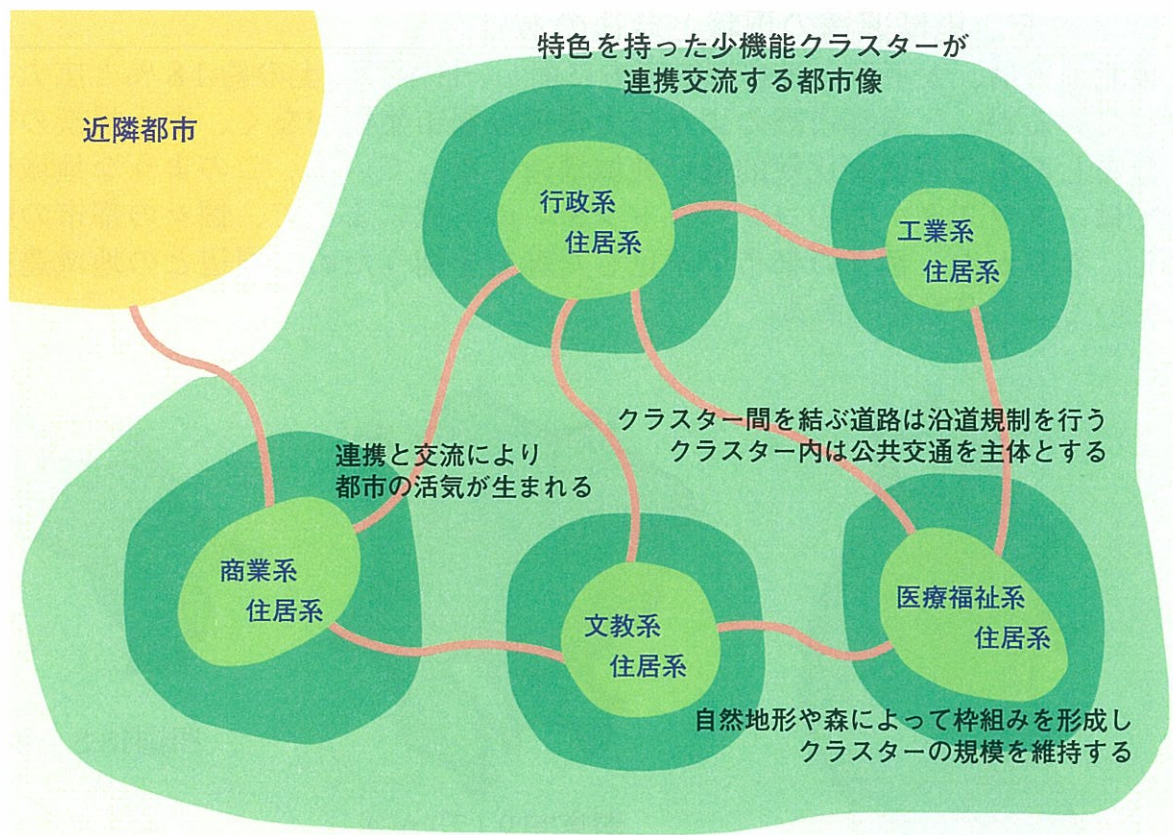 特色を持った少機能クラスターが
連携交流する都市像
近隣都市
行政系
住居系
工業系
住居系
クラスター間を結ぶ道路は沿道規制を行う
クラスター内は公共交通を主体とする
連携と交流により
都市の活気が生まれる
商業系
住居系
文教系
住居系
医療福祉系
住居系
自然地形や森によって枠組みを形成し
クラスターの規模を維持する